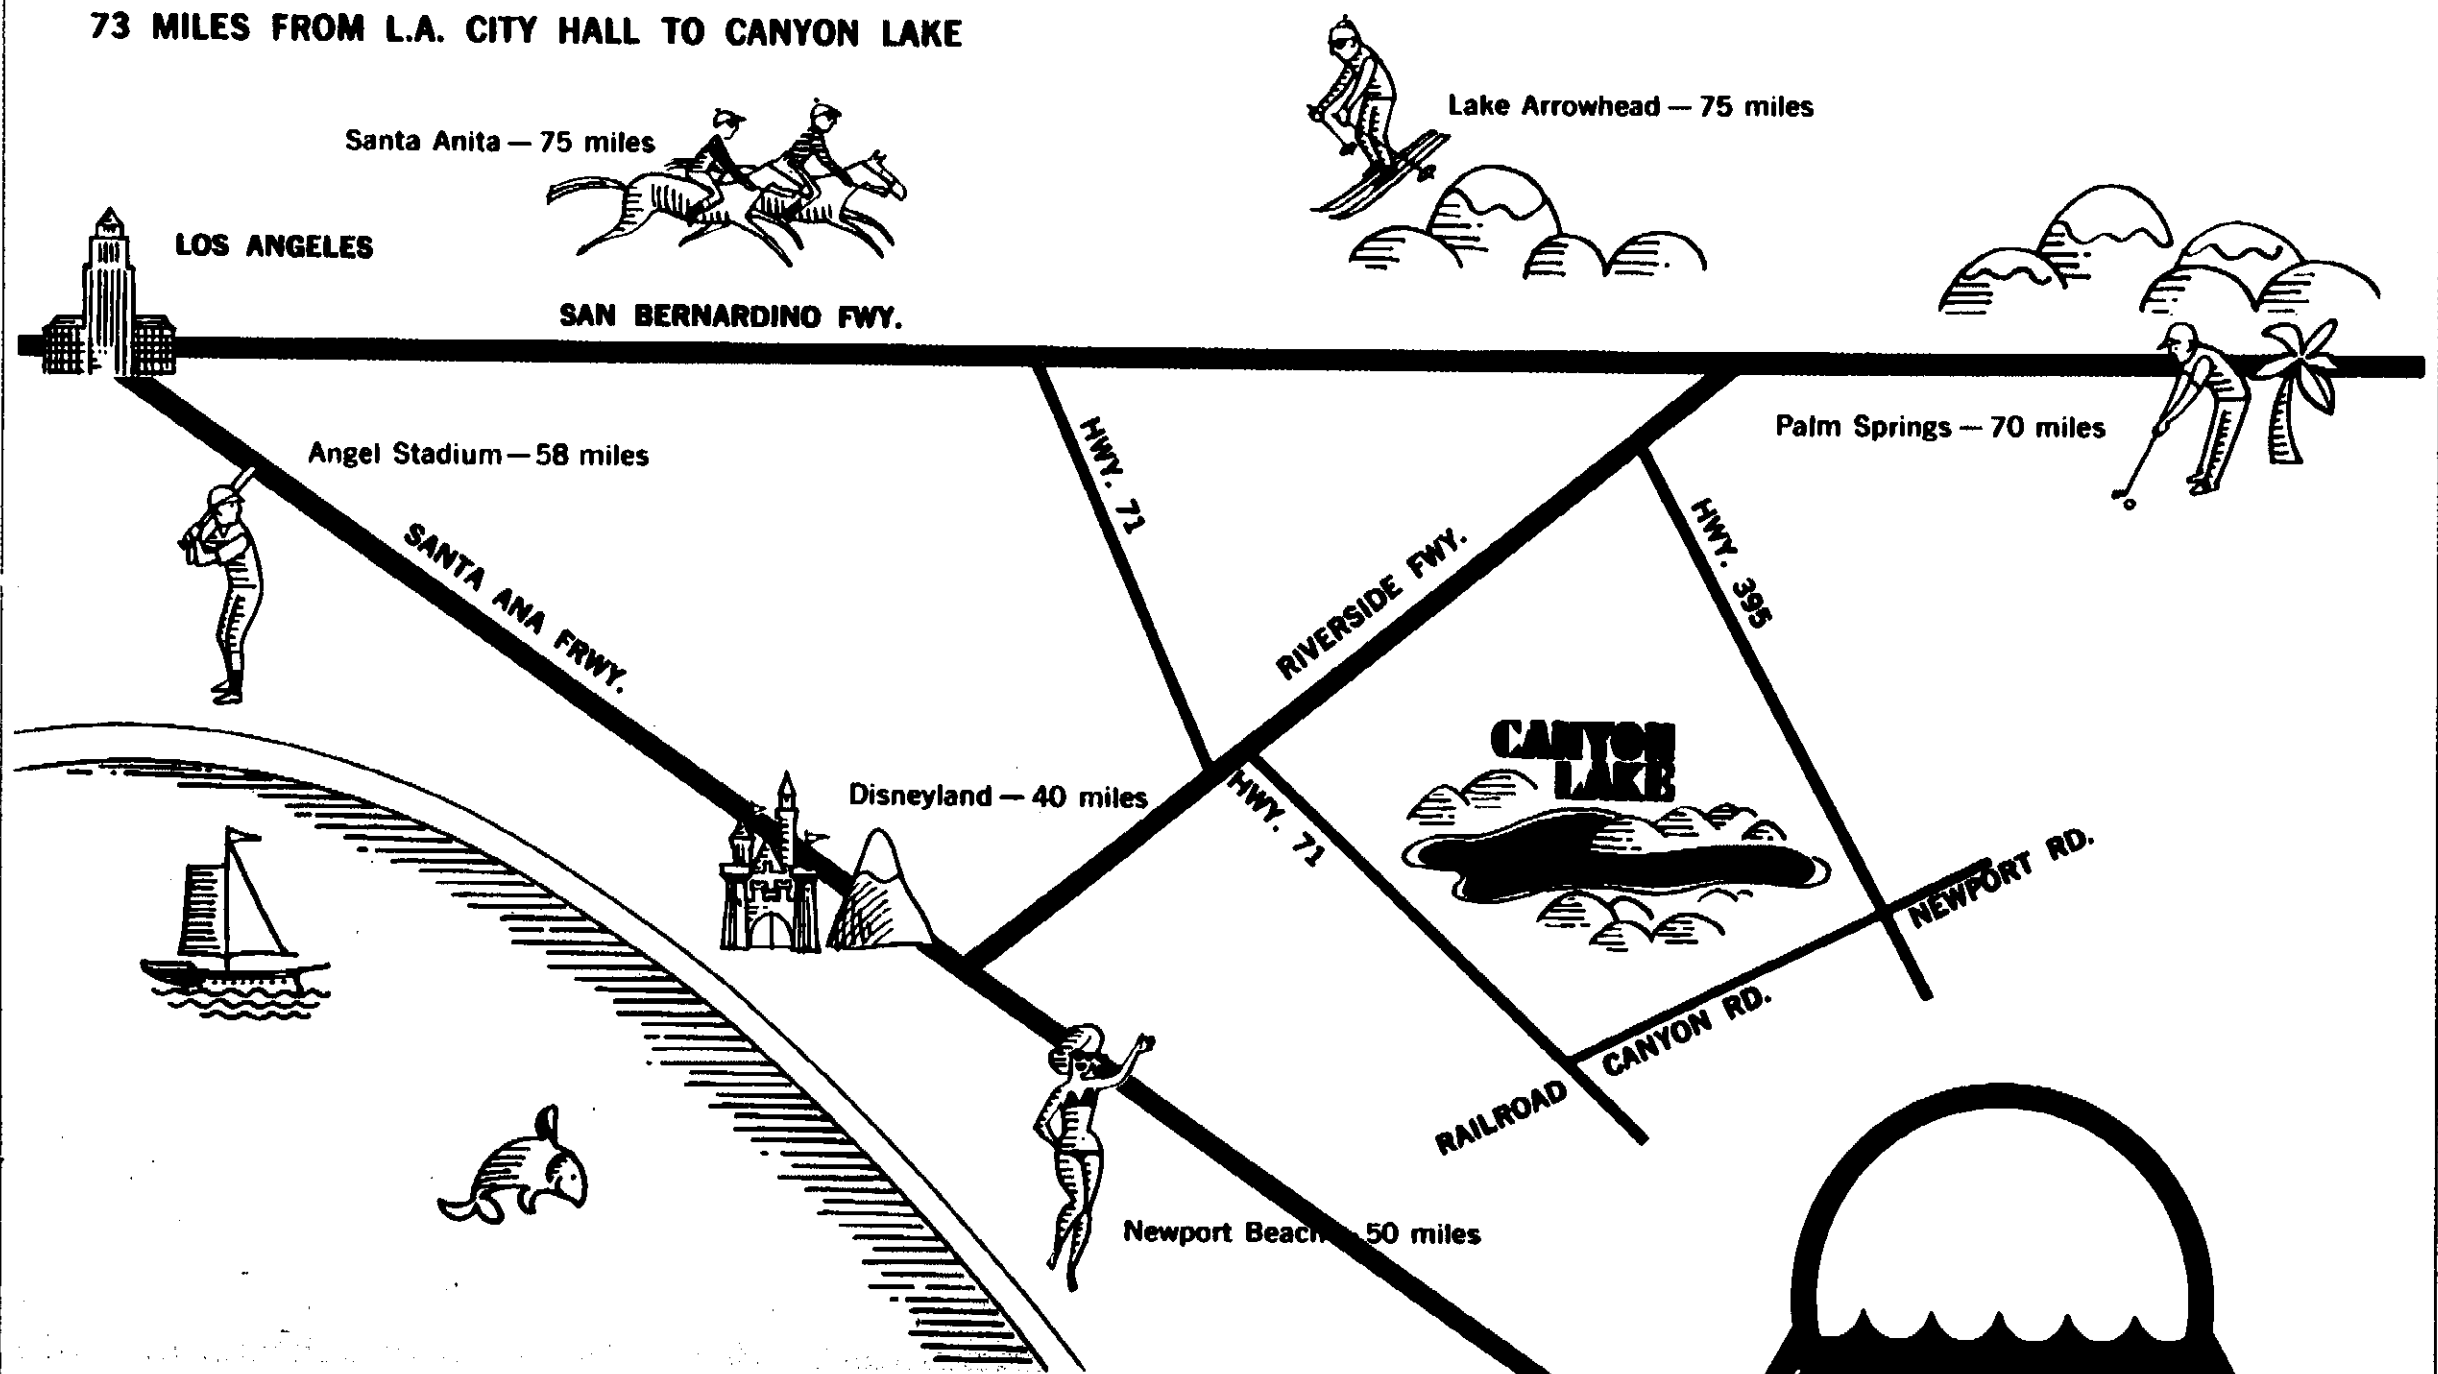 73 MILES FROM L.A. CITY HALL TO CANYON LAKE
Santa Anita — 75 miles
Lake Arrowhead — 75 miles
LOS ANGELES
SAN BERNARDINO FWY.
Angel Stadium — 58 miles
HWY. 71
Palm Springs — 70 miles
SANTA ANA FRWY.
RIVERSIDE FWY.
HWY. 395
CANYON
LAKE
Disneyland — 40 miles
HWY. 71
NEWPORT RD.
RAILROAD CANYON RD.
Newport Beach 50 miles